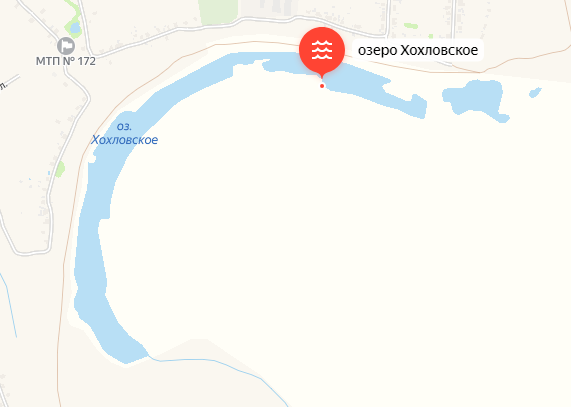 озеро Хохловское
МТП № 172
л.
оз.
Хохловское